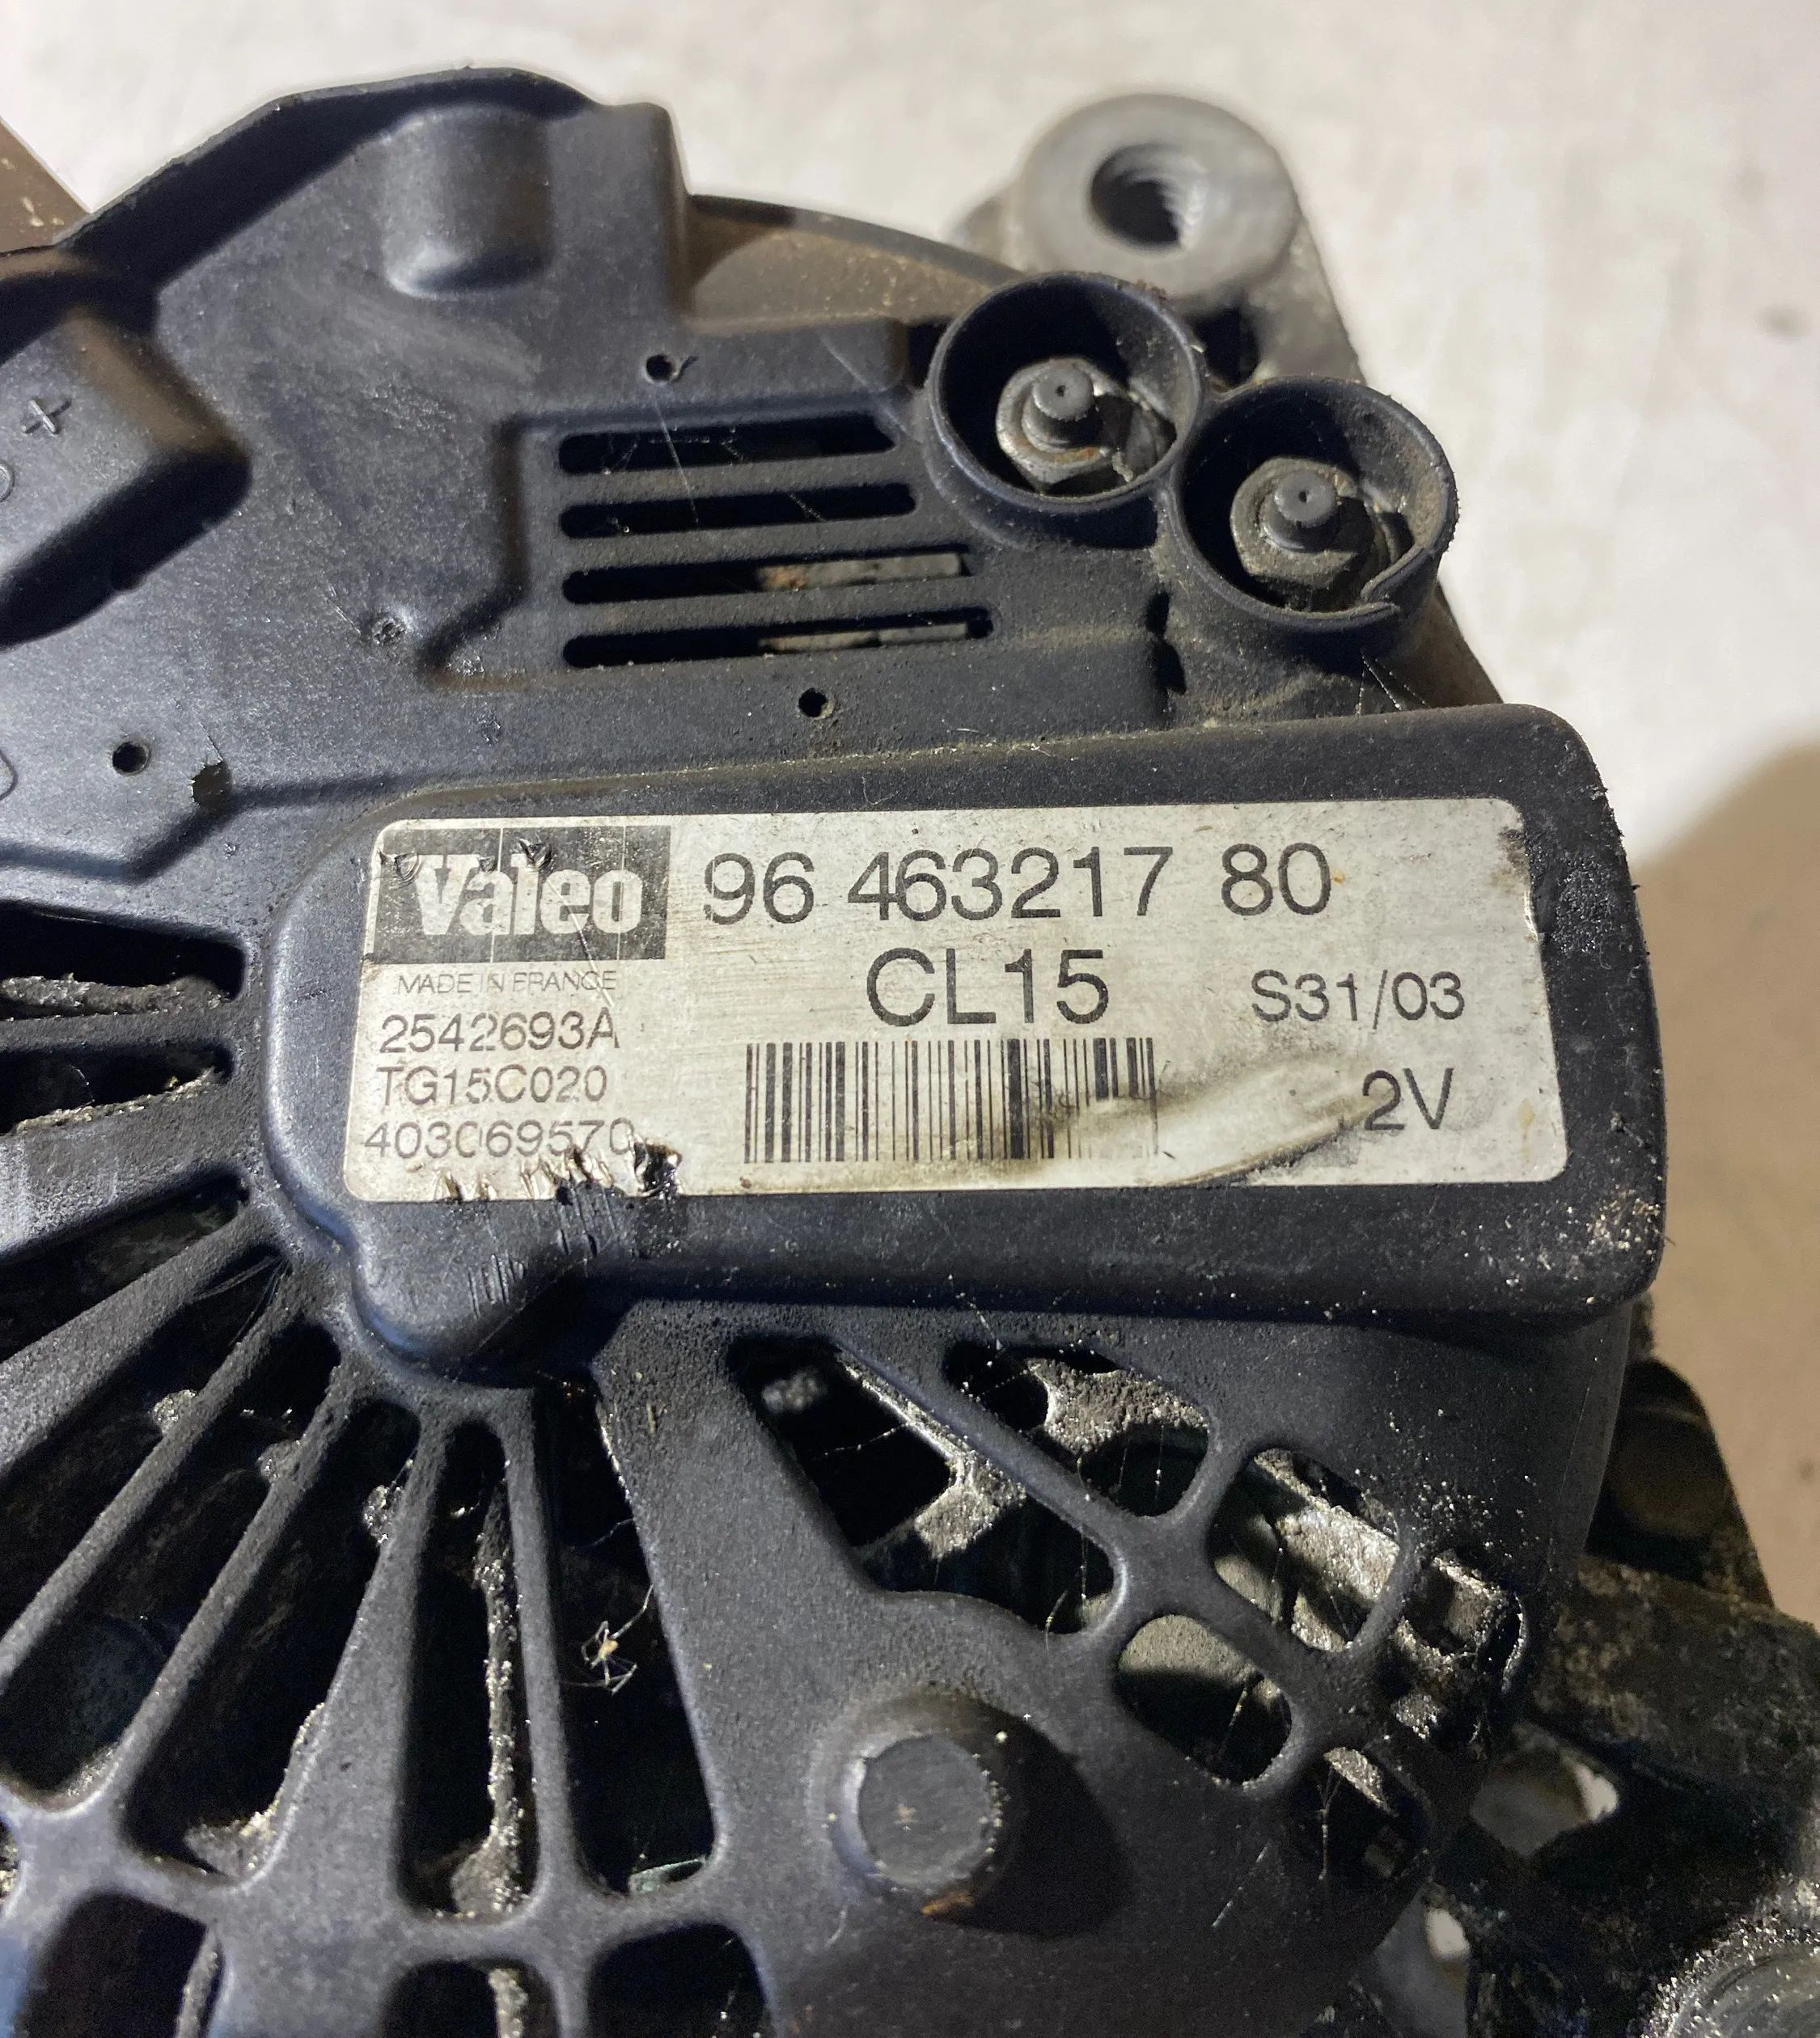 +
Valeo 96 463217 80
MADE IN FRANCE
CL15 S31/03
2542693A
TG15C020
2V
403069570